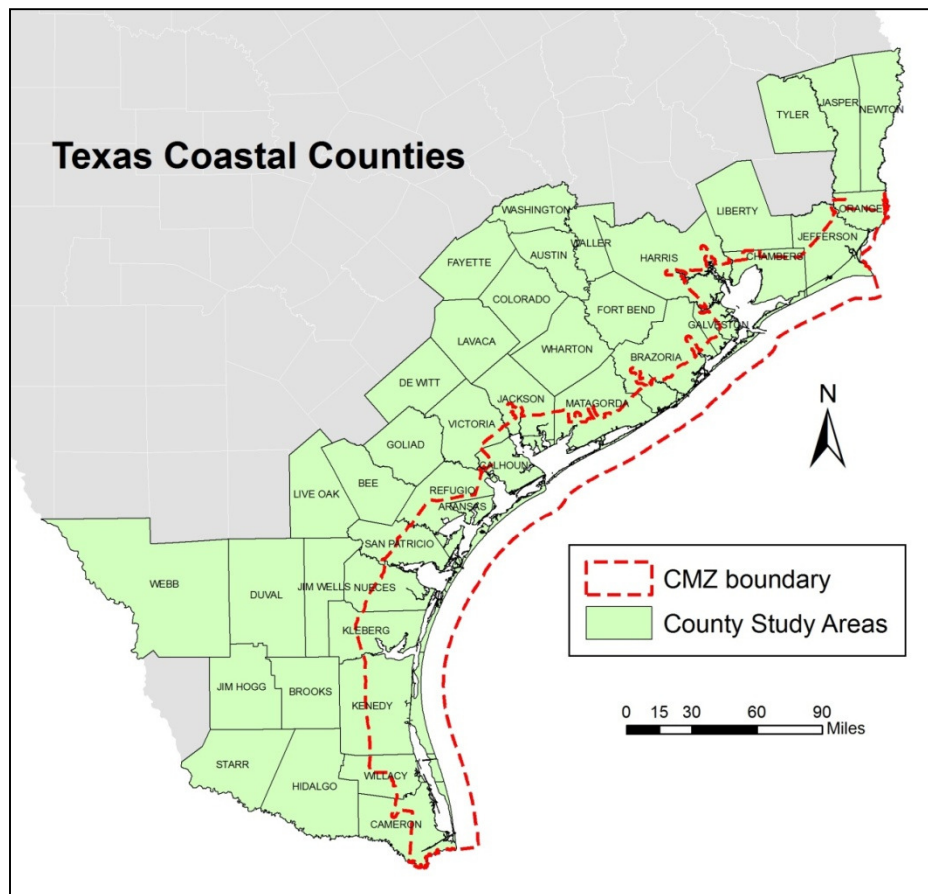 Texas Coastal Counties
TYLER
JASPER
NEWTON
WASHINGTON
LIBERTY
ORANGE
WALLER
JEFFERSON
AUSTIN
HARRIS
CHAMBERS
FAYETTE
COLORADO
FORT BEND
GALVESTON
LAVACA
WHARTON
BRAZORIA
DE WITT
JACKSON
MATAGORDA
VICTORIA
GOLIAD
CALHOUN
BEE
LIVE OAK
REFUGIO
ARANSAS
SAN PATRICIO
WEBB
DUVAL
JIM WELLS
NUECES
KLEBERG
JIM HOGG
BROOKS
KENEDY
STARR
HIDALGO
WILLACY
CAMERON
N
CMZ boundary
County Study Areas
0 15 30 60 90
Miles